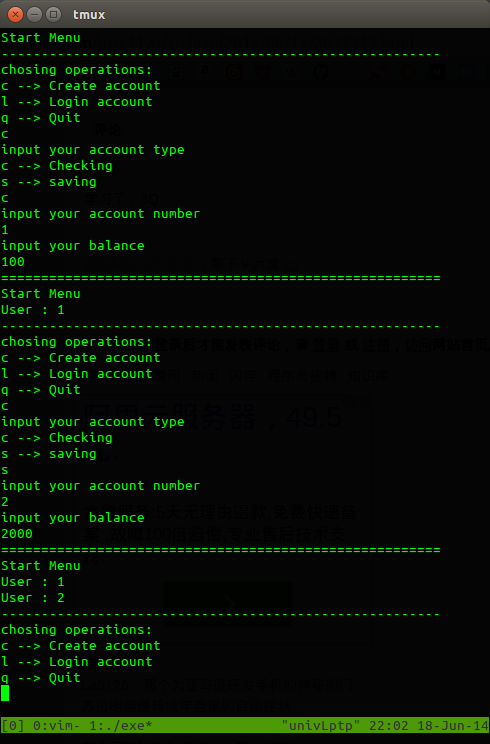 tmux
Start Menu
-------------------------------------------------------
chosing operations:
c --> Create account
l --> Login account
q --> Quit
c
input your account type
c --> Checking
s --> saving
c
input your account number
1
input your balance
100
=======================================================
Start Menu
User : 1
-------------------------------------------------------
chosing operations:
c --> Create account
l --> Login account
q --> Quit
c
input your account type
c --> Checking
s --> saving
s
input your account number
2
input your balance
2000
=======================================================
Start Menu
User : 1
User : 2
-------------------------------------------------------
chosing operations:
c --> Create account
l --> Login account
q --> Quit
[0] 0:vim- 1:./exe* "univLptp" 22:02 18-Jun-14